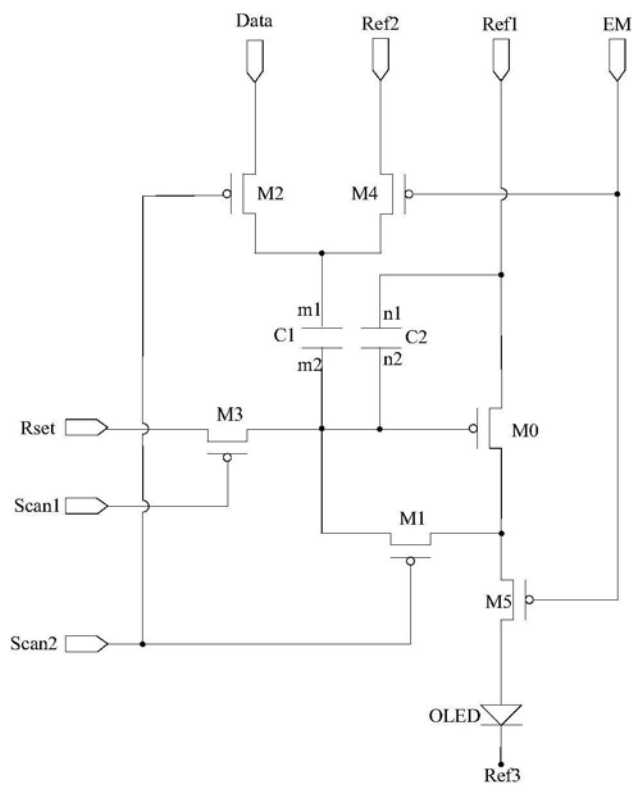 Data
Ref2
Ref1
EM
M2
M4
m1
n1
C1
C2
m2
n2
M3
Rset
M0
Scan1
M1
M5
Scan2
OLED
Ref3